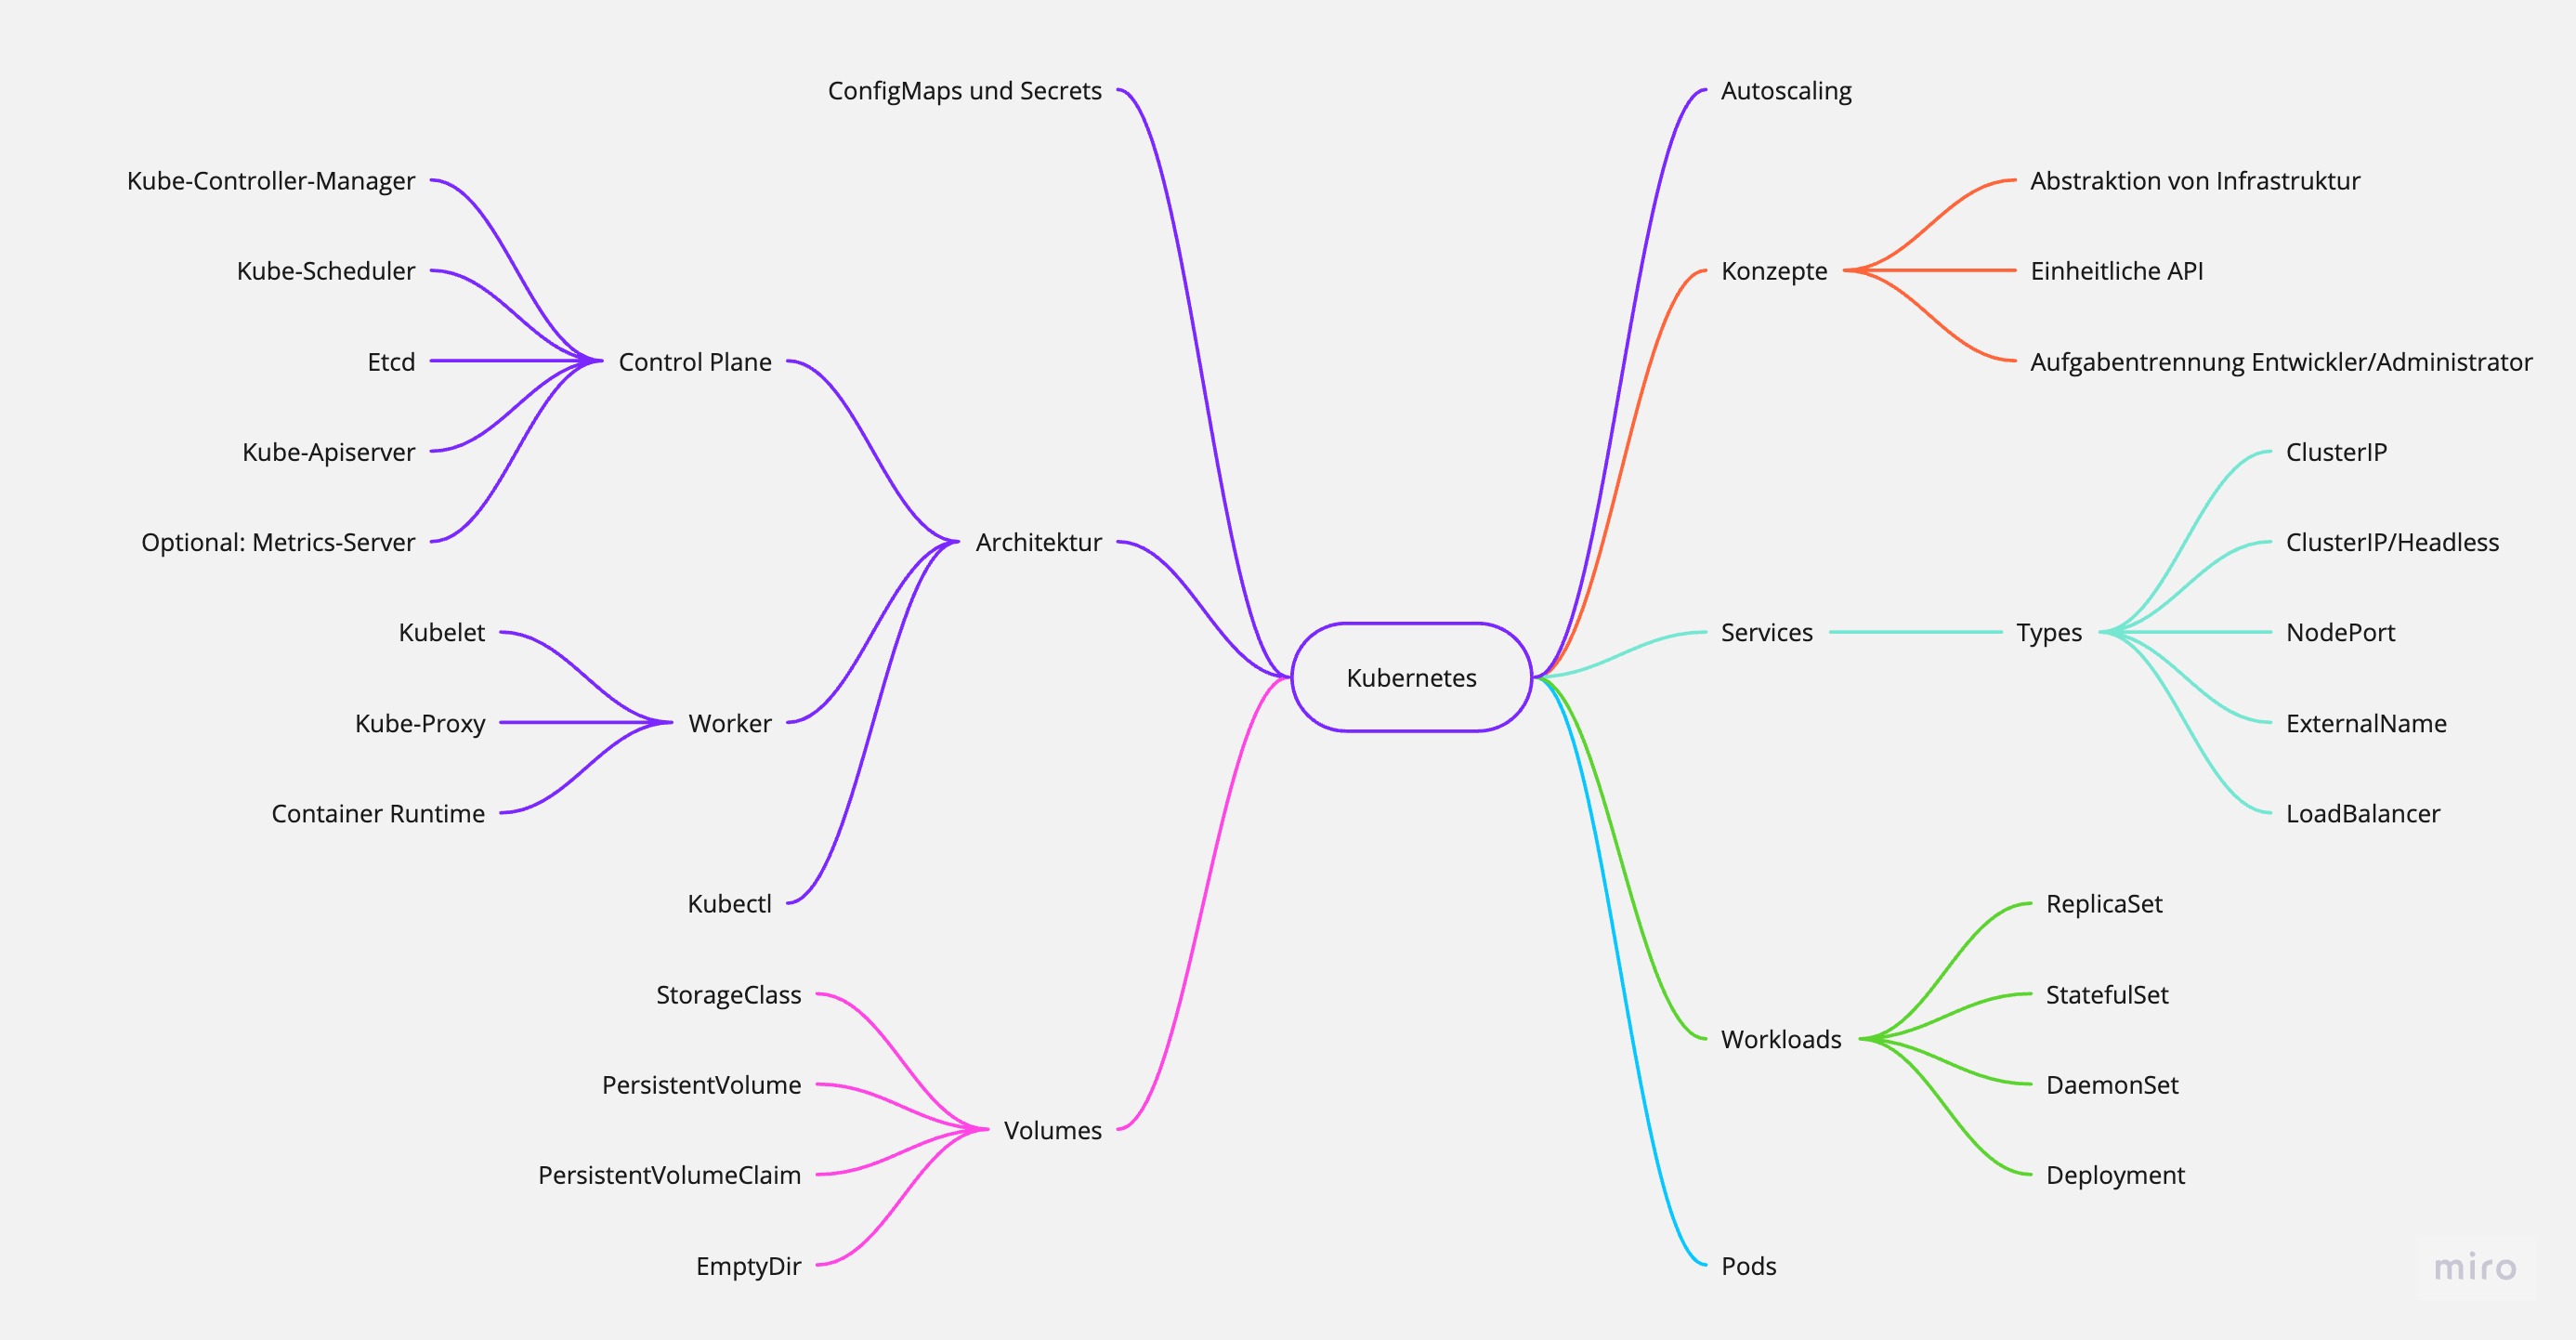 ConfigMaps und Secrets
Kube-Controller-Manager
Kube-Scheduler
Etcd
Kube-Apiserver
Optional: Metrics-Server
Control Plane
Kubelet
Kube-Proxy
Container Runtime
Worker
Kubectl
Architektur
StorageClass
PersistentVolume
PersistentVolumeClaim
EmptyDir
Volumes
Kubernetes
Autoscaling
Konzepte
Abstraktion von Infrastruktur
Einheitliche API
Aufgabentrennung Entwickler/Administrator
Services
Types
ClusterIP
ClusterIP/Headless
NodePort
ExternalName
LoadBalancer
Workloads
ReplicaSet
StatefulSet
DaemonSet
Deployment
Pods
miro